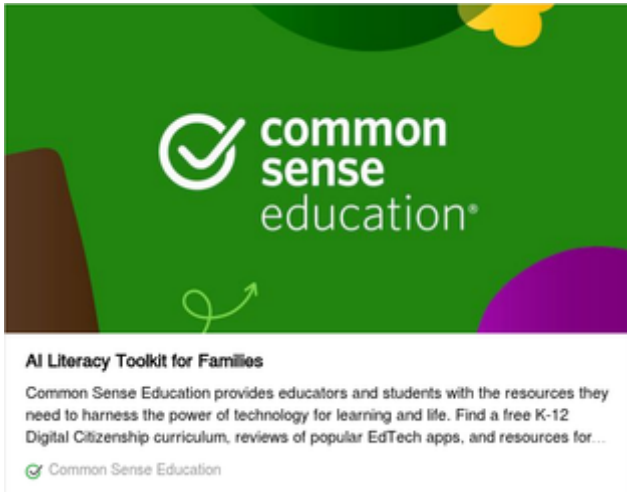 common
sense
education®
AI Literacy Toolkit for Families
Common Sense Education provides educators and students with the resources they
need to harness the power of technology for learning and life. Find a free K-12
Digital Citizenship curriculum, reviews of popular EdTech apps, and resources for...
Common Sense Education